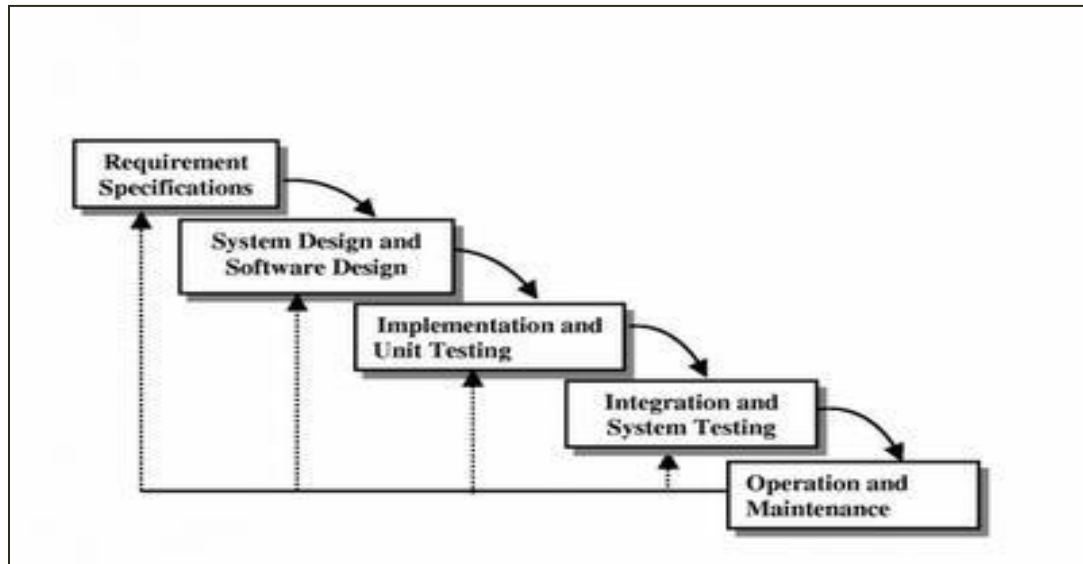 Requirement
Specifications
System Design and
Software Design
Implementation and
Unit Testing
Integration and
System Testing
Operation and
Maintenance